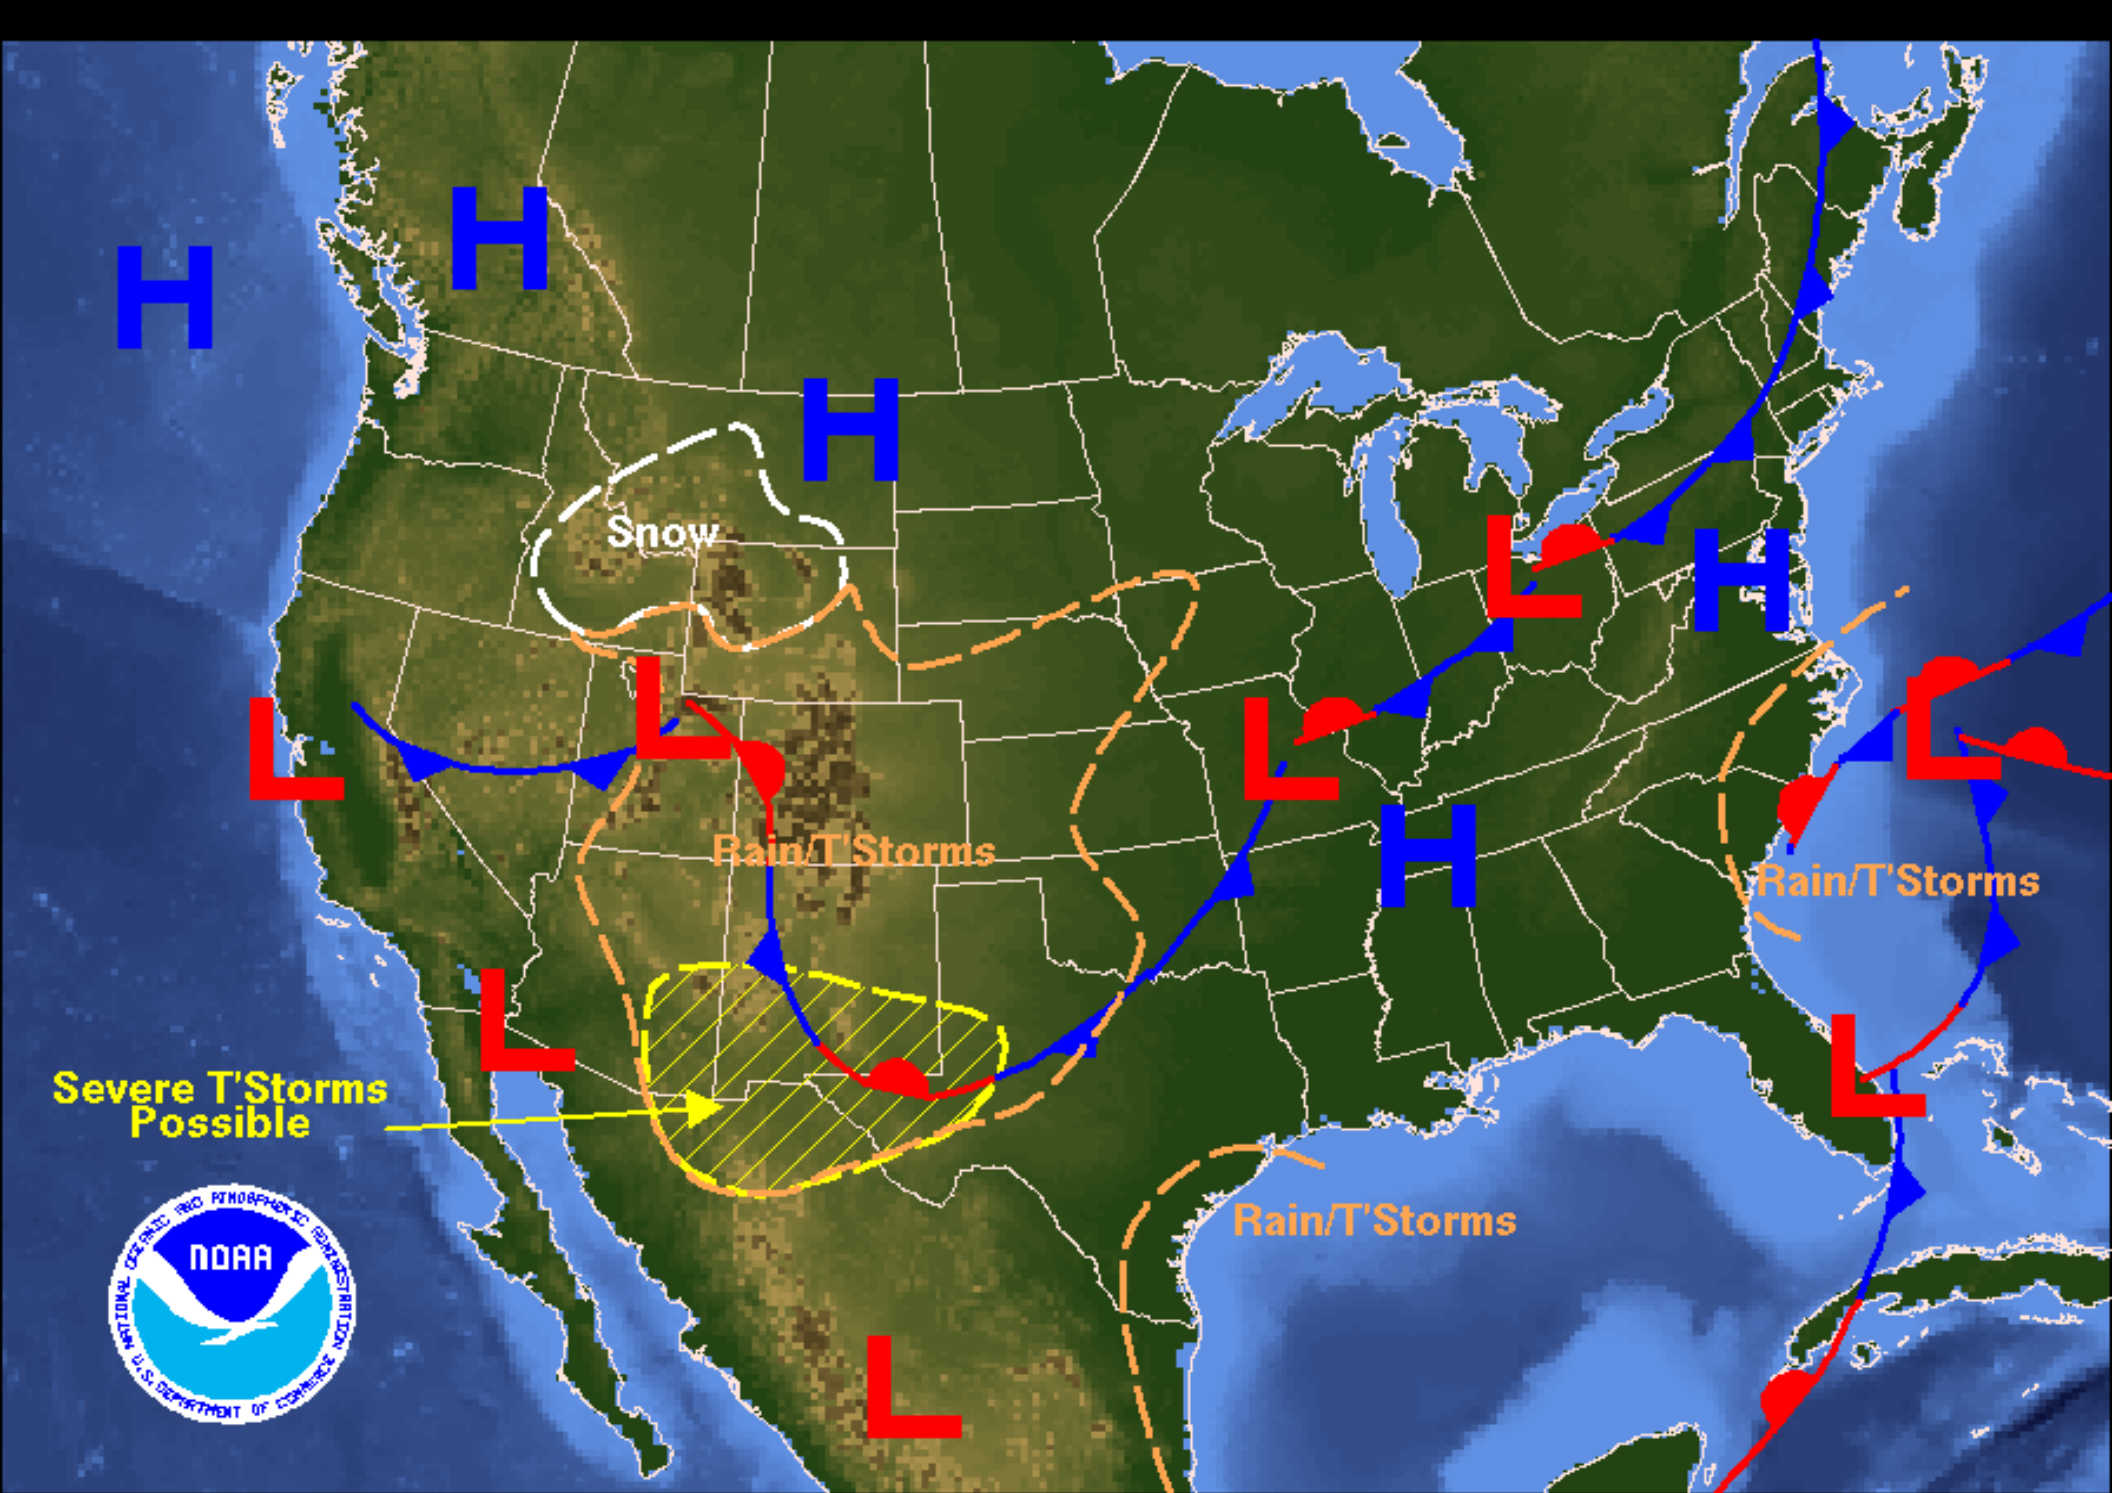 H
H
H
Snow
L
H
L
L
L
L
H
Rain/T'Storms
Rain/T'Storms
L
L
Severe T'Storms
Possible
NOAA
NATIONAL OCEANIC AND ATMOSPHERIC ADMINISTRATION
U.S. DEPARTMENT OF COMMERCE
Rain/T'Storms
L